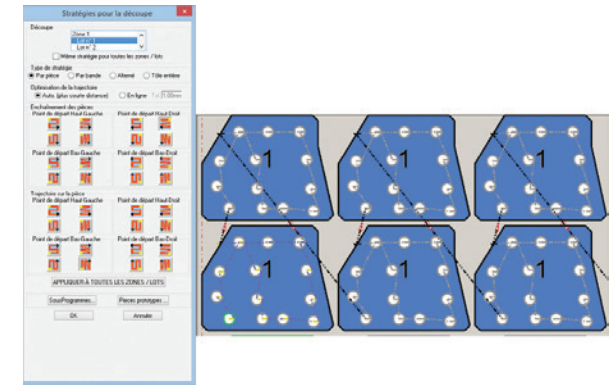 Stratégies pour la découpe
Découpe
Zone 1
Lot n° 1
Lot n° 2
Même stratégie pour toutes les zones / lots
Type de stratégie
Par pièce Par bande Alterné Tôle entière
Optimisation de la trajectoire
Auto. (plus courte distance) En ligne 1.00mm
Enchaînement des pièces
Point de départ Haut-Gauche Point de départ Haut-Droit
Point de départ Bas-Gauche Point de départ Bas-Droit
Trajectoire sur la pièce
Point de départ Haut-Gauche Point de départ Haut-Droit
Point de départ Bas-Gauche Point de départ Bas-Droit
APPLIQUER À TOUTES LES ZONES / LOTS
Sous-Programmes... Pièces prototypes...
OK Annuler
1 1 1
1 1 1